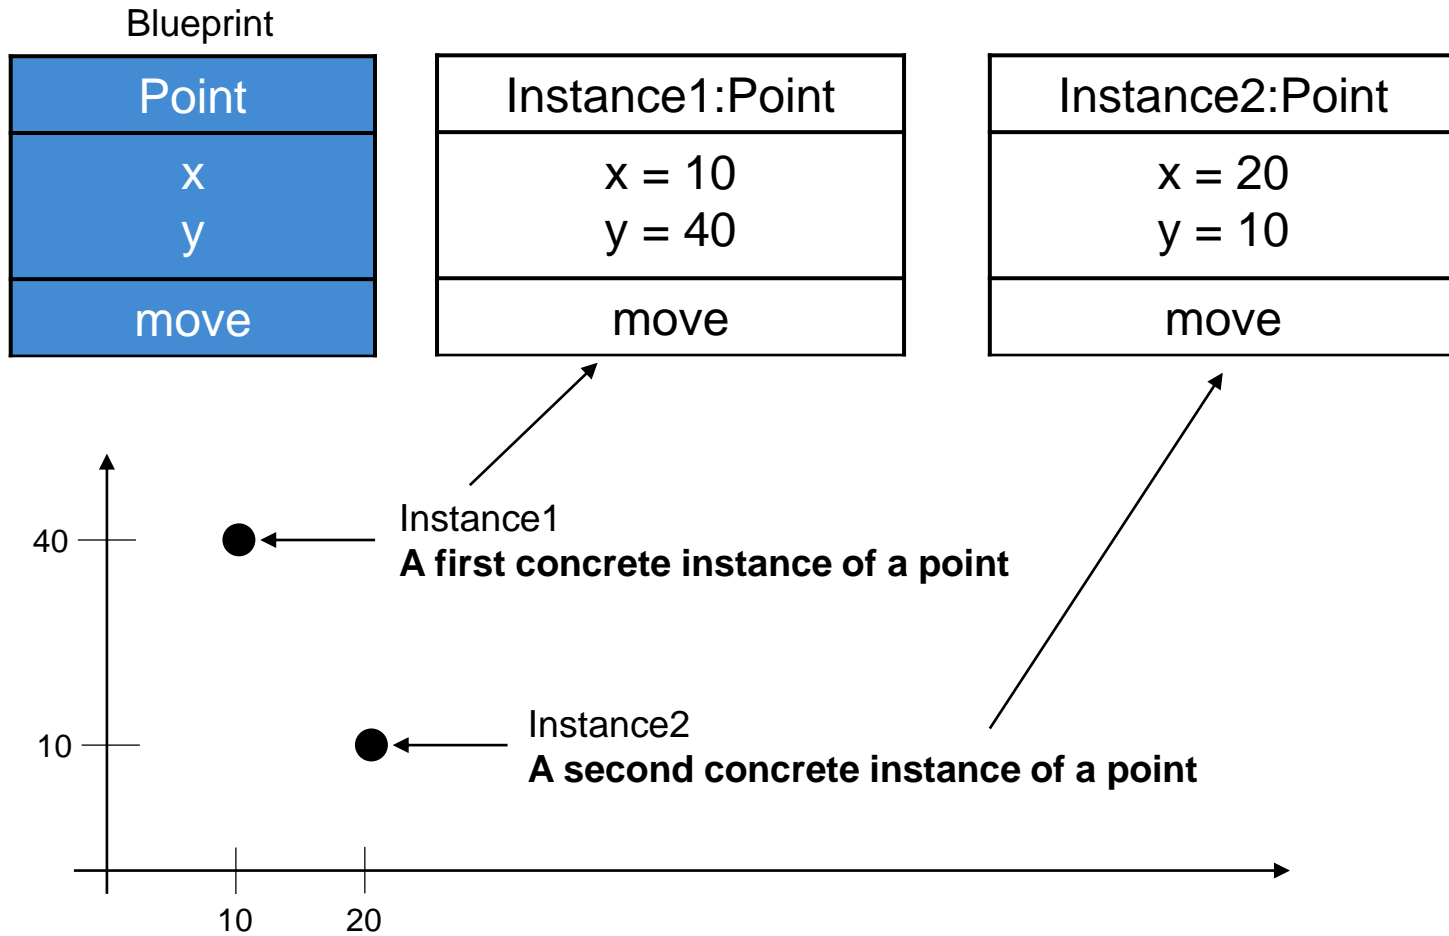 Blueprint
Point
x
y
move
Instance1:Point
x = 10
y = 40
move
Instance2:Point
x = 20
y = 10
move
40
Instance1
A first concrete instance of a point
10
Instance2
A second concrete instance of a point
10
20